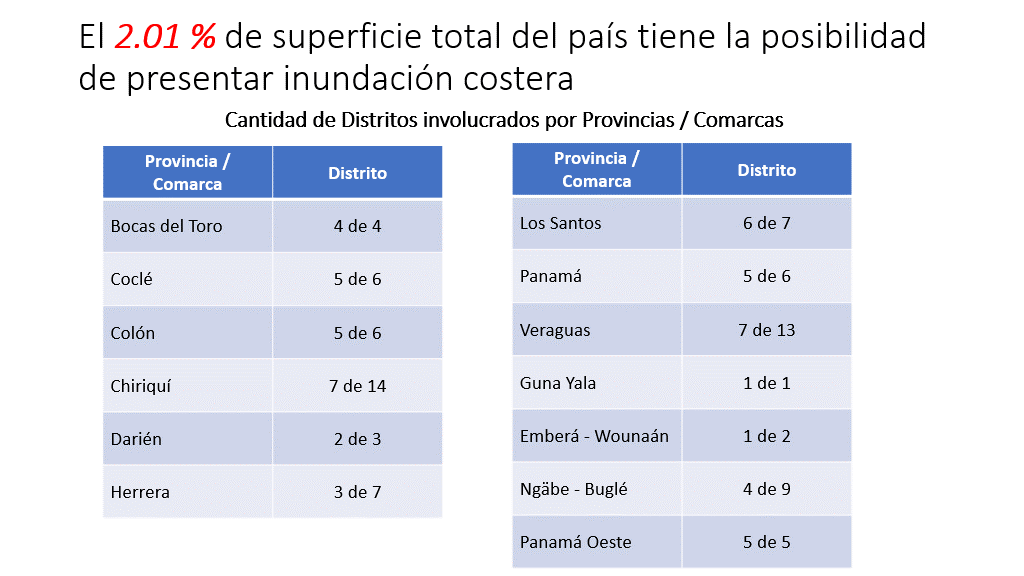 El 2.01 % de superficie total del país tiene la posibilidad
de presentar inundación costera
Cantidad de Distritos involucrados por Provincias / Comarcas
Provincia /
Comarca
Distrito
Bocas del Toro 4 de 4
Coclé 5 de 6
Colón 5 de 6
Chiriquí 7 de 14
Darién 2 de 3
Herrera 3 de 7
Provincia /
Comarca
Distrito
Los Santos 6 de 7
Panamá 5 de 6
Veraguas 7 de 13
Guna Yala 1 de 1
Emberá - Wounaán 1 de 2
Ngäbe - Buglé 4 de 9
Panamá Oeste 5 de 5